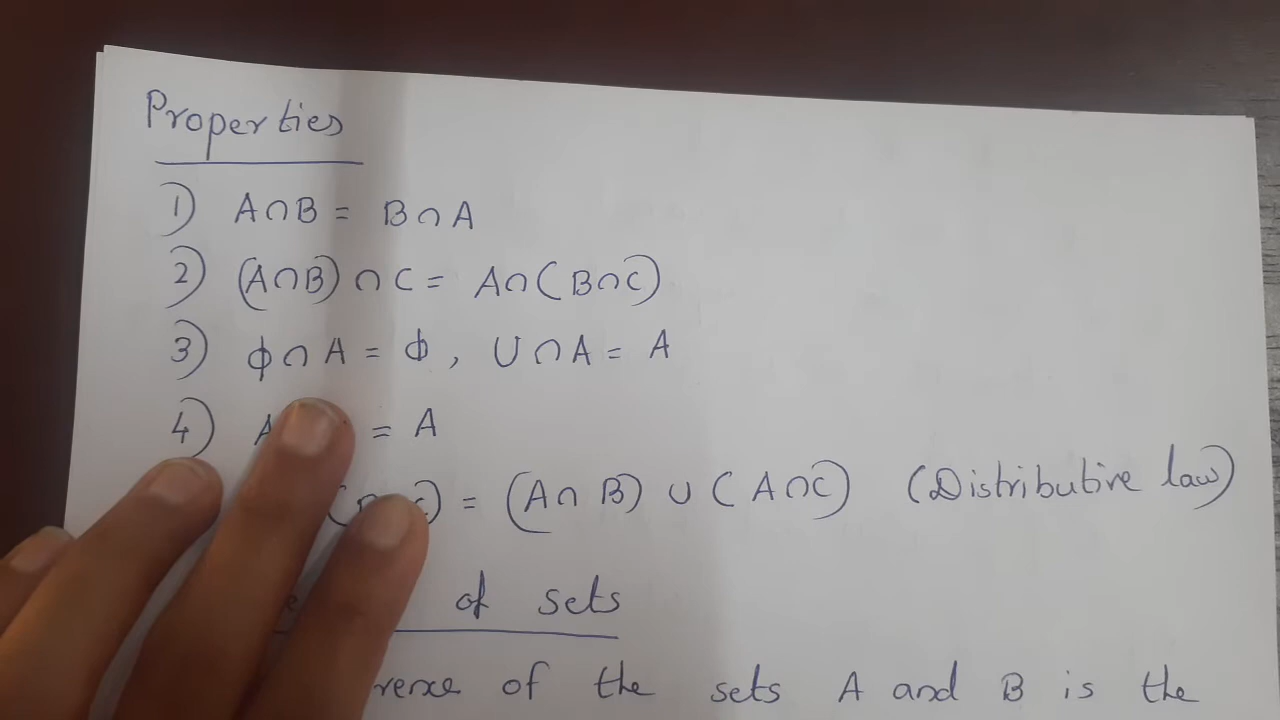 Properties
1) A∩B = B∩A
2) (A∩B)∩C = A∩(B∩C)
3) ϕ∩A = ϕ, U∩A = A
4) A = A
= (A∩B) ∪ (A∩C) (Distributive law)
of sets
of the sets A and B is the